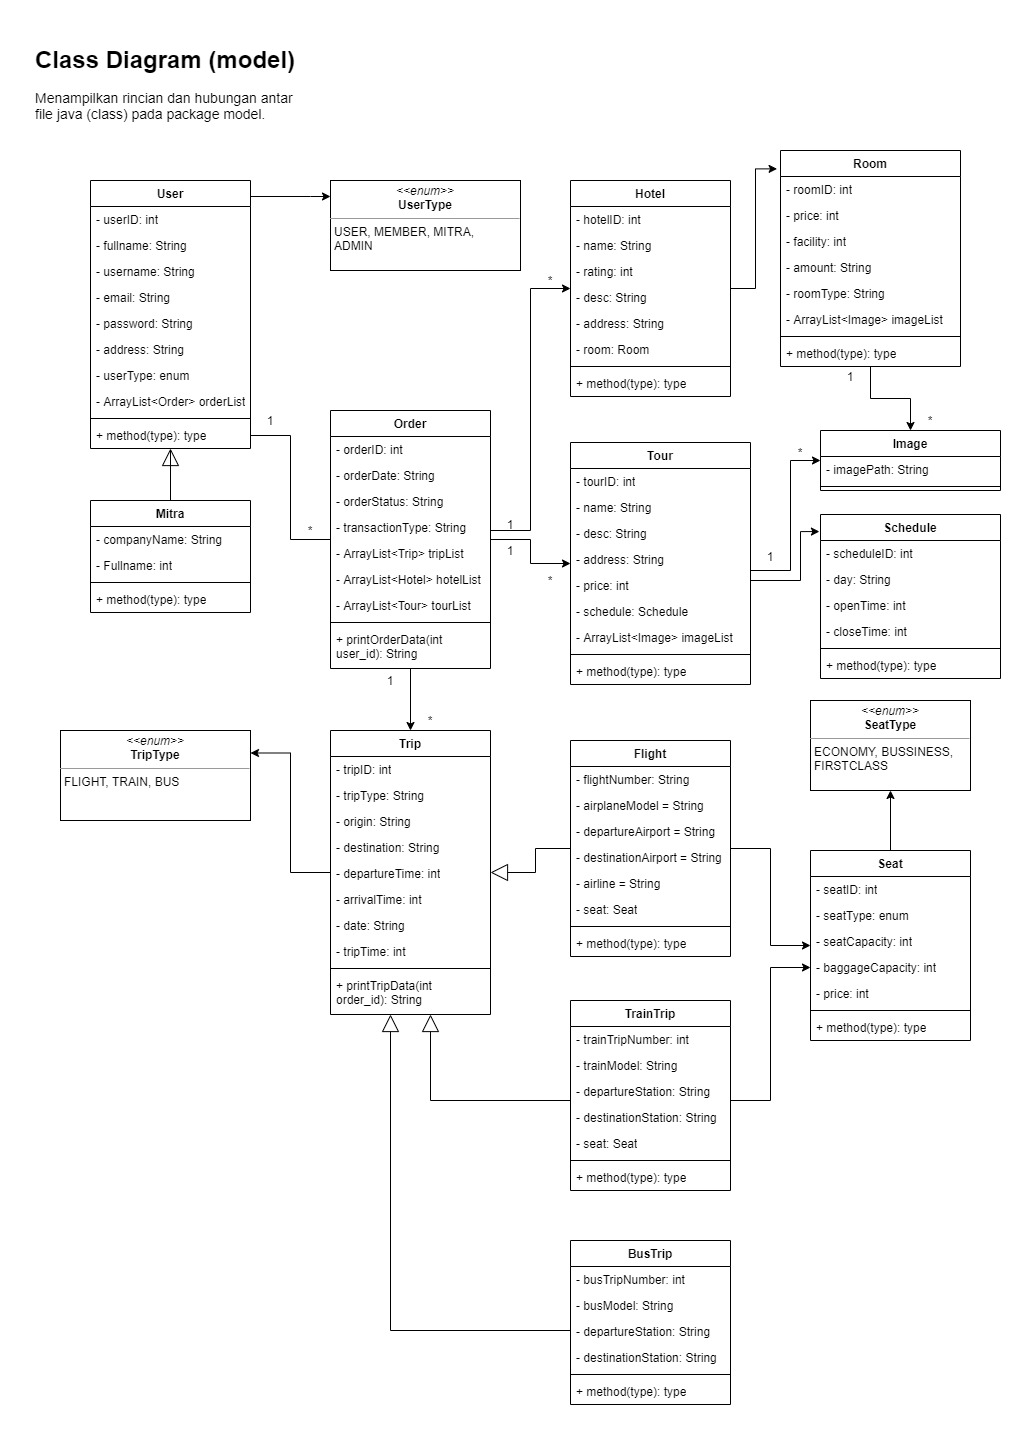 Class Diagram (model)
Menampilkan rincian dan hubungan antar
file java (class) pada package model.
User
- userID: int
- fullname: String
- username: String
- email: String
- password: String
- address: String
- userType: enum
- ArrayList<Order> orderList
+ method(type): type
<<enum>>
UserType
USER, MEMBER, MITRA,
ADMIN
Hotel
- hotelID: int
- name: String
- rating: int
- desc: String
- address: String
- room: Room
+ method(type): type
Room
- roomID: int
- price: int
- facility: int
- amount: String
- roomType: String
- ArrayList<Image> imageList
+ method(type): type
1
*
Image
- imagePath: String
Mitra
- companyName: String
- Fullname: int
+ method(type): type
1
*
Order
- orderID: int
- orderDate: String
- orderStatus: String
- transactionType: String
- ArrayList<Trip> tripList
- ArrayList<Hotel> hotelList
- ArrayList<Tour> tourList
+ printOrderData(int
user_id): String
1
*
1
*
Tour
- tourID: int
- name: String
- desc: String
- address: String
- price: int
- schedule: Schedule
- ArrayList<Image> imageList
+ method(type): type
1
*
Schedule
- scheduleID: int
- day: String
- openTime: int
- closeTime: int
+ method(type): type
1
*
<<enum>>
TripType
FLIGHT, TRAIN, BUS
Trip
- tripID: int
- tripType: String
- origin: String
- destination: String
- departureTime: int
- arrivalTime: int
- date: String
- tripTime: int
+ printTripData(int
order_id): String
Flight
- flightNumber: String
- airplaneModel = String
- departureAirport = String
- destinationAirport = String
- airline = String
- seat: Seat
+ method(type): type
<<enum>>
SeatType
ECONOMY, BUSSINESS,
FIRSTCLASS
Seat
- seatID: int
- seatType: enum
- seatCapacity: int
- baggageCapacity: int
- price: int
+ method(type): type
TrainTrip
- trainTripNumber: int
- trainModel: String
- departureStation: String
- destinationStation: String
- seat: Seat
+ method(type): type
BusTrip
- busTripNumber: int
- busModel: String
- departureStation: String
- destinationStation: String
+ method(type): type